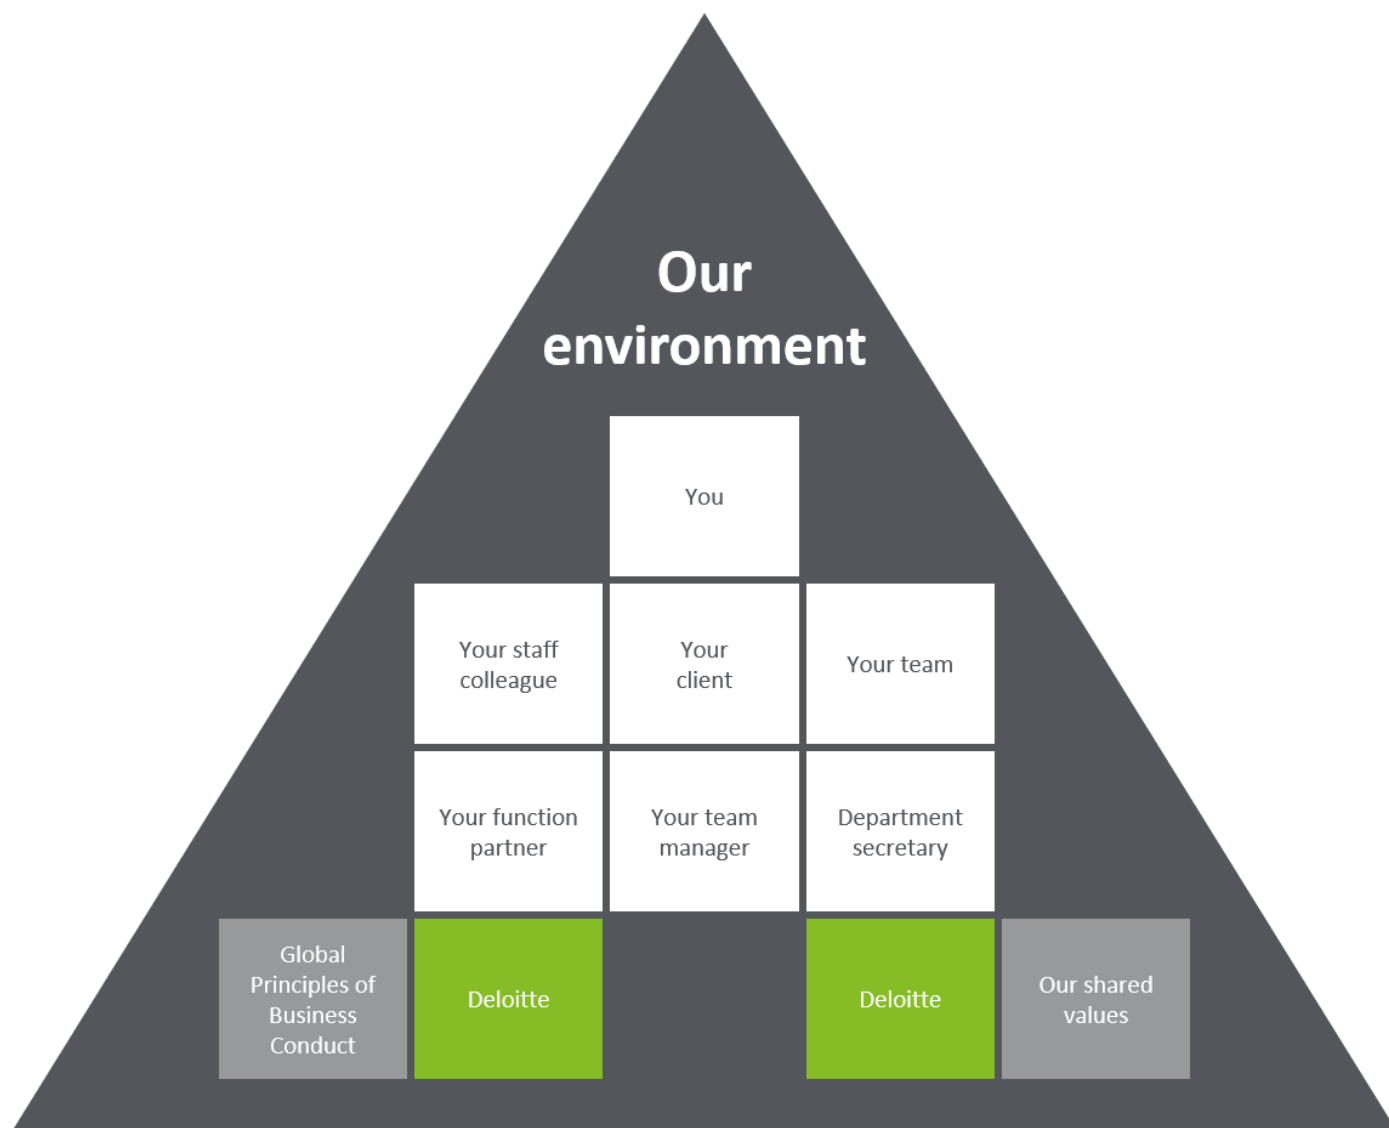 Our
environment
You
Your staff
colleague
Your
client
Your team
Your function
partner
Your team
manager
Department
secretary
Global
Principles of
Business
Conduct
Deloitte
Deloitte
Our shared
values